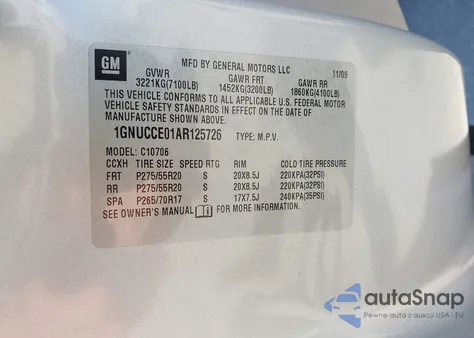 GM
MFD BY GENERAL MOTORS LLC 11/09
GVWR GAWR FRT GAWR RR
3221KG(7100LB) 1452KG(3200LB) 1860KG(4100LB)
THIS VEHICLE CONFORMS TO ALL APPLICABLE U.S. FEDERAL MOTOR
VEHICLE SAFETY STANDARDS IN EFFECT ON THE DATE OF
MANUFACTURE SHOWN ABOVE.
1GNUCCE01AR125726 TYPE: M.P.V.
MODEL: C10706
CCXH TIRE SIZE SPEED RTG RIM COLD TIRE PRESSURE
FRT P275/55R20 S 20X8.5J 220KPA(32PSI)
RR P275/55R20 S 20X8.5J 220KPA(32PSI)
SPA P265/70R17 S 17X7.5J 240KPA(35PSI)
SEE OWNER'S MANUAL i FOR MORE INFORMATION
autoSnap
Pewne auta z aukcji USA i EU